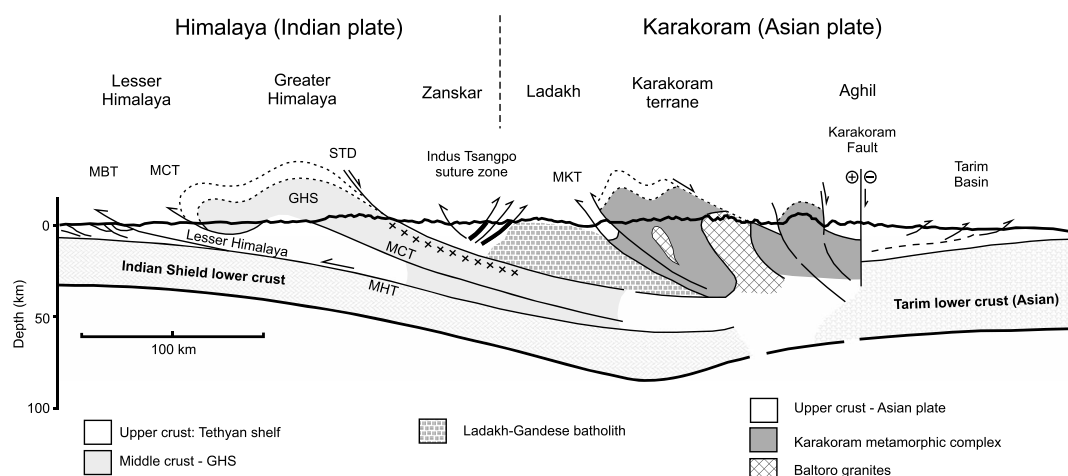 Himalaya (Indian plate)
Karakoram (Asian plate)
Lesser
Himalaya
Greater
Himalaya
Zanskar
Ladakh
Karakoram
terrane
Aghil
Karakoram
Fault
MBT
MCT
STD
Indus Tsangpo
suture zone
MKT
Tarim
Basin
GHS
0
Lesser Himalaya
MCT
Indian Shield lower crust
MHT
Tarim lower crust (Asian)
Depth (km)
50
100 km
100
Upper crust: Tethyan shelf
Middle crust - GHS
Ladakh-Gandese batholith
Upper crust - Asian plate
Karakoram metamorphic complex
Baltoro granites